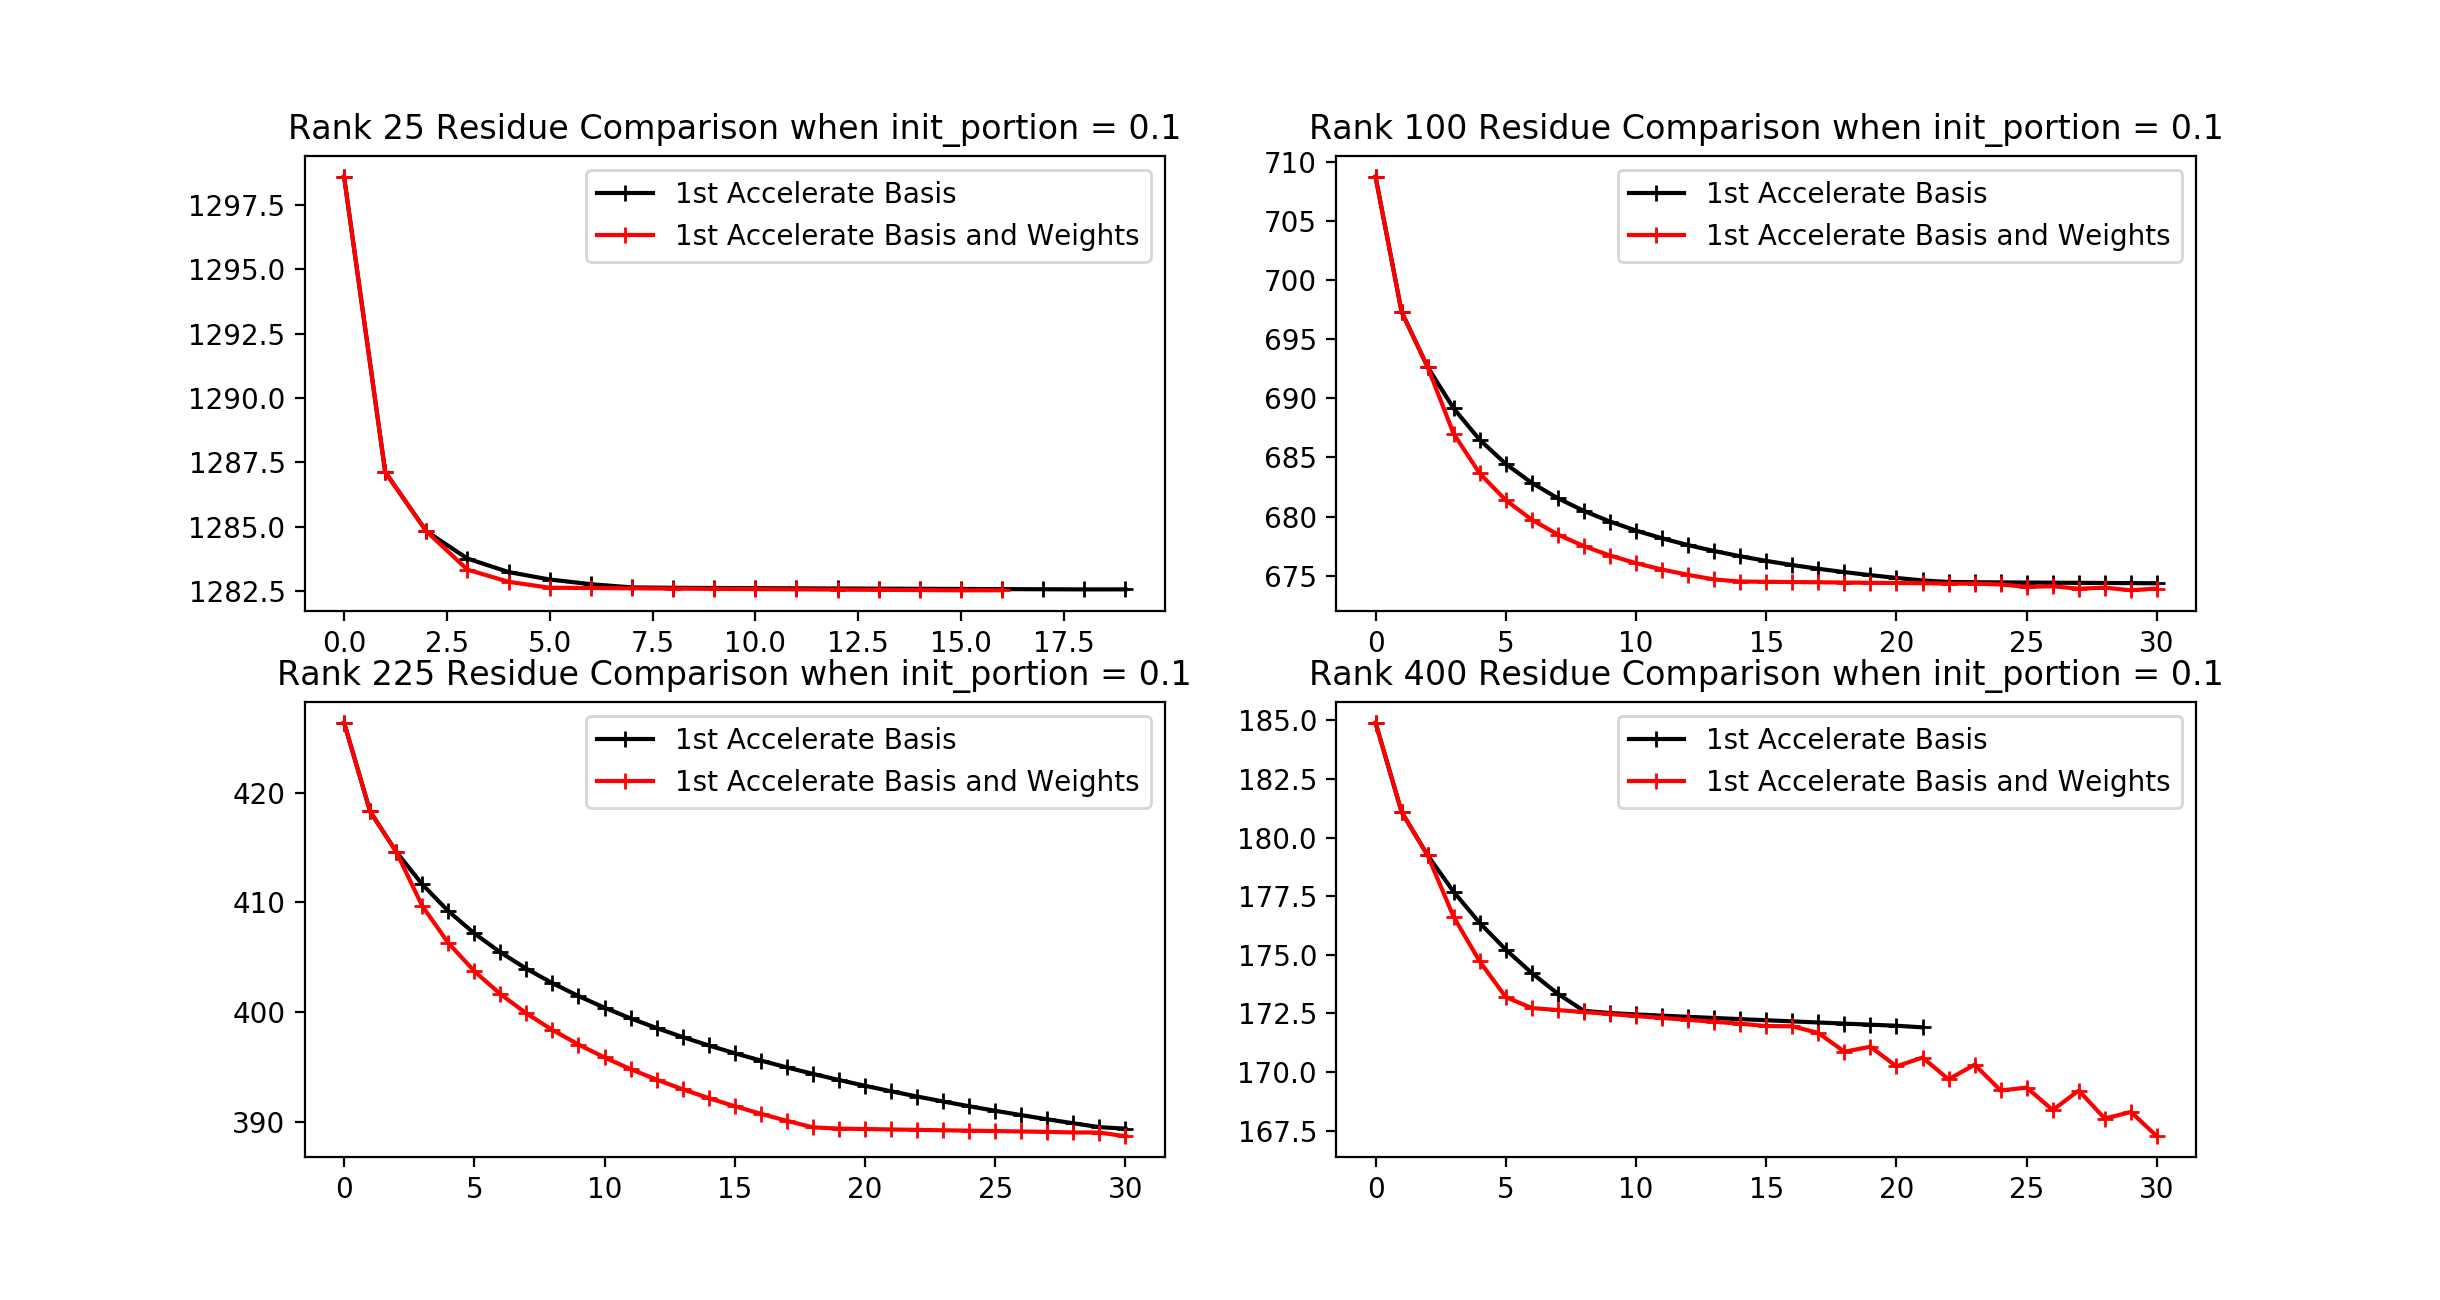 Rank 25 Residue Comparison when init_portion = 0.1
1297.5
1295.0
1292.5
1290.0
1287.5
1285.0
1282.5
1st Accelerate Basis
1st Accelerate Basis and Weights
0.0 2.5 5.0 7.5 10.0 12.5 15.0 17.5
Rank 100 Residue Comparison when init_portion = 0.1
710
705
700
695
690
685
680
675
1st Accelerate Basis
1st Accelerate Basis and Weights
0 5 10 15 20 25 30
Rank 225 Residue Comparison when init_portion = 0.1
420
410
400
390
1st Accelerate Basis
1st Accelerate Basis and Weights
0 5 10 15 20 25 30
Rank 400 Residue Comparison when init_portion = 0.1
185.0
182.5
180.0
177.5
175.0
172.5
170.0
167.5
1st Accelerate Basis
1st Accelerate Basis and Weights
0 5 10 15 20 25 30